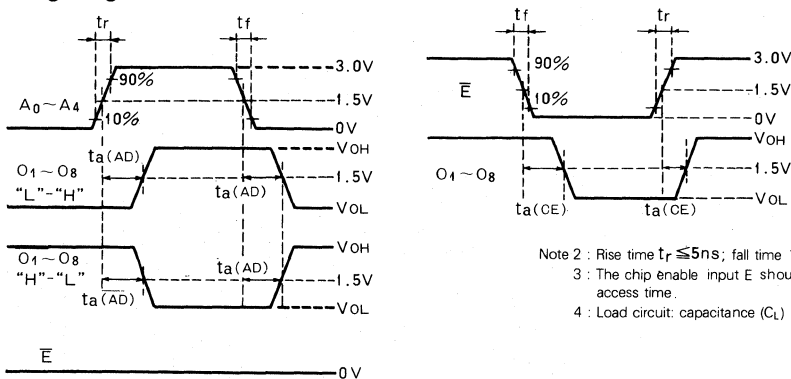 tr
tf
90%
3.0V
1.5V
A0~A4
10%
0V
ta(AD)
VOH
O1~O8
"L"-"H"
ta(AD)
1.5V
VOL
O1~O8
"H"-"L"
VOH
ta(AD)
1.5V
ta(AD)
VOL
E
0V
tf
tr
90%
3.0V
E
1.5V
10%
0V
VOH
O1~O8
1.5V
VOL
ta(CE)
ta(CE)
Note 2 : Rise time tr≦5ns; fall time
3 : The chip enable input E
access time.
4 : Load circuit: capacitance (CL)